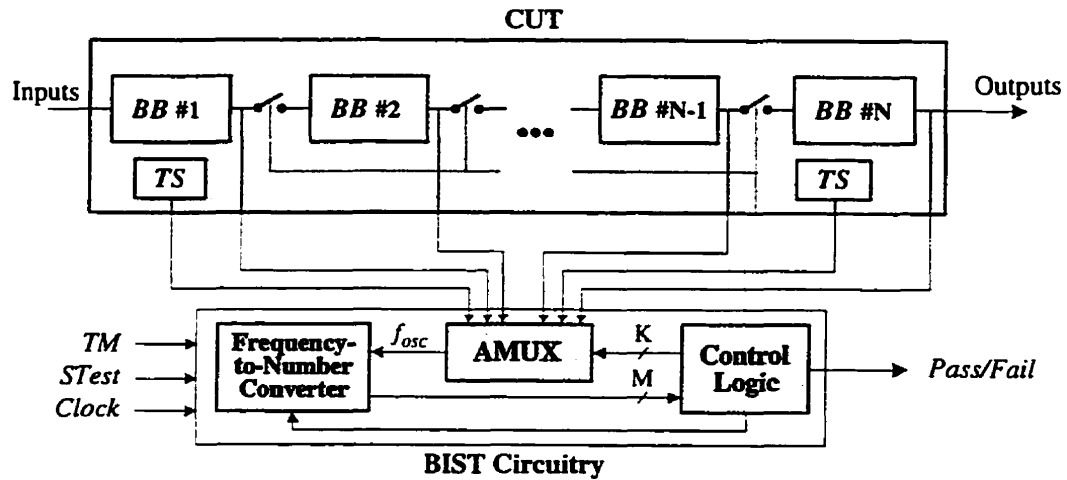 CUT
Inputs
BB #1
BB #2
•••
BB #N-1
BB #N
Outputs
TS
TS
TM
STest
Clock
Frequency-
to-Number
Converter
fosc
AMUX
K
M
Control
Logic
Pass/Fail
BIST Circuitry